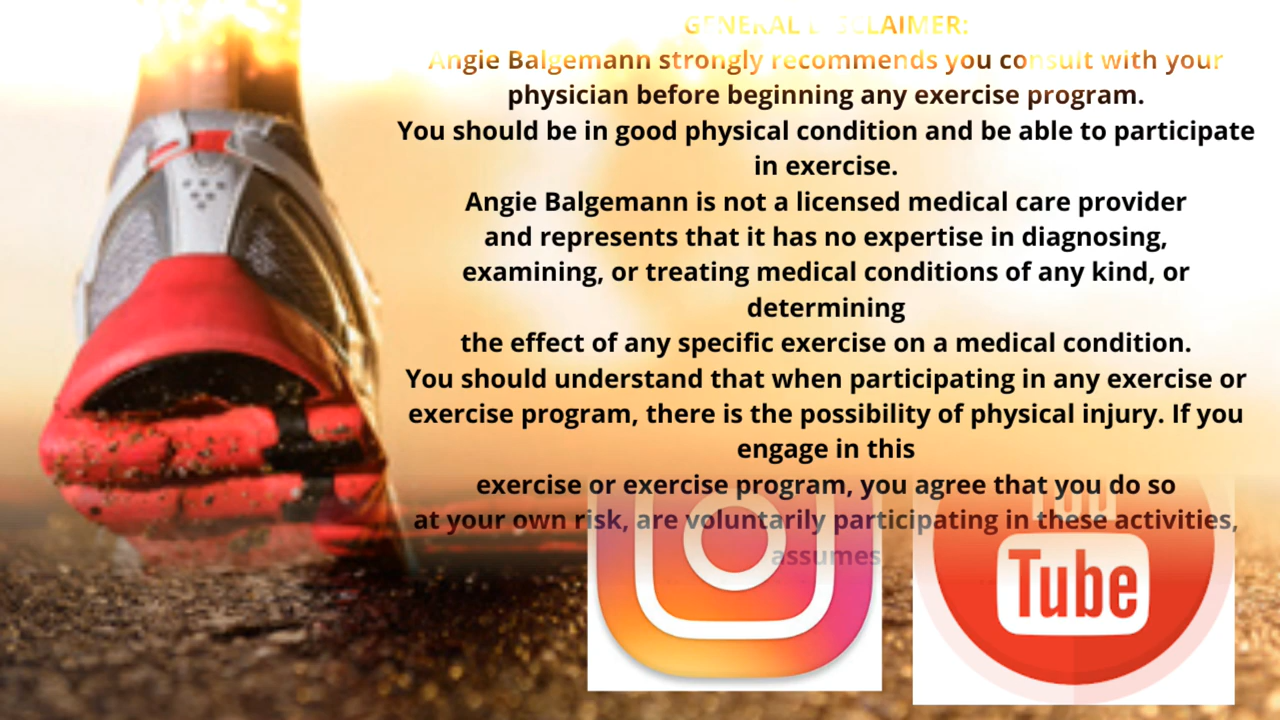 GENERAL DISCLAIMER:
Angie Balgemann strongly recommends you consult with your
physician before beginning any exercise program.
You should be in good physical condition and be able to participate
in exercise.
Angie Balgemann is not a licensed medical care provider
and represents that it has no expertise in diagnosing,
examining, or treating medical conditions of any kind, or
determining
the effect of any specific exercise on a medical condition.
You should understand that when participating in any exercise or
exercise program, there is the possibility of physical injury. If you
engage in this
exercise or exercise program, you agree that you do so
at your own risk, are voluntarily participating in these activities,
assumes
You
Tube